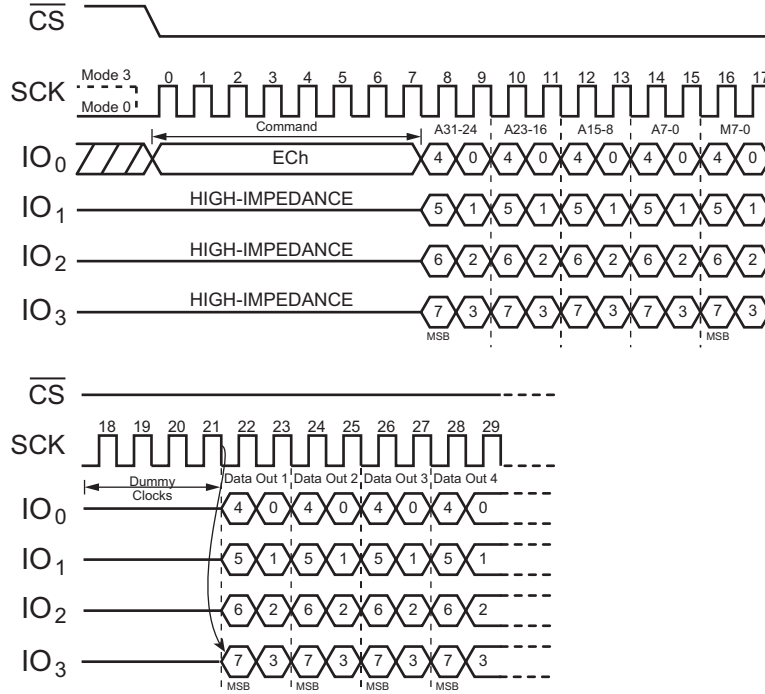 CS
SCK Mode 3 Mode 0 0 1 2 3 4 5 6 7 8 9 10 11 12 13 14 15 16 17
Command A31-24 A23-16 A15-8 A7-0 M7-0
IO0 ECh 4 0 4 0 4 0 4 0 4 0
IO1 HIGH-IMPEDANCE 5 1 5 1 5 1 5 1 5 1
IO2 HIGH-IMPEDANCE 6 2 6 2 6 2 6 2 6 2
IO3 HIGH-IMPEDANCE 7 3 7 3 7 3 7 3 7 3
MSB MSB
CS
SCK 18 19 20 21 22 23 24 25 26 27 28 29
Dummy Clocks Data Out 1 Data Out 2 Data Out 3 Data Out 4
IO0 4 0 4 0 4 0 4 0
IO1 5 1 5 1 5 1 5 1
IO2 6 2 6 2 6 2 6 2
IO3 7 3 7 3 7 3 7 3
MSB MSB MSB MSB